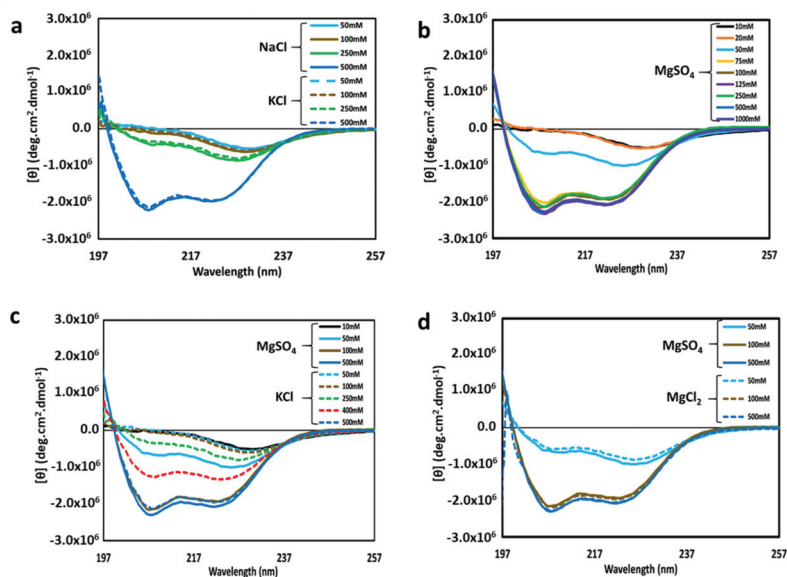 a
3.0x10⁶
2.0x10⁶
1.0x10⁶
0.0
-1.0x10⁶
-2.0x10⁶
-3.0x10⁶
[θ] (deg.cm².dmol⁻¹)
197 217 237 257
Wavelength (nm)
NaCl
50mM
100mM
250mM
500mM
KCl
50mM
100mM
250mM
500mM
b
3.0x10⁶
2.0x10⁶
1.0x10⁶
0.0
-1.0x10⁶
-2.0x10⁶
-3.0x10⁶
[θ] (deg.cm².dmol⁻¹)
197 217 237 257
Wavelength (nm)
MgSO₄
10mM
20mM
50mM
75mM
100mM
125mM
250mM
500mM
1000mM
c
3.0x10⁶
2.0x10⁶
1.0x10⁶
0.0
-1.0x10⁶
-2.0x10⁶
-3.0x10⁶
[θ] (deg.cm².dmol⁻¹)
197 217 237 257
Wavelength (nm)
MgSO₄
10mM
50mM
100mM
500mM
KCl
50mM
100mM
250mM
400mM
500mM
d
3.0x10⁶
2.0x10⁶
1.0x10⁶
0.0
-1.0x10⁶
-2.0x10⁶
-3.0x10⁶
[θ] (deg.cm².dmol⁻¹)
197 217 237 257
Wavelength (nm)
MgSO₄
50mM
100mM
500mM
MgCl₂
50mM
100mM
500mM